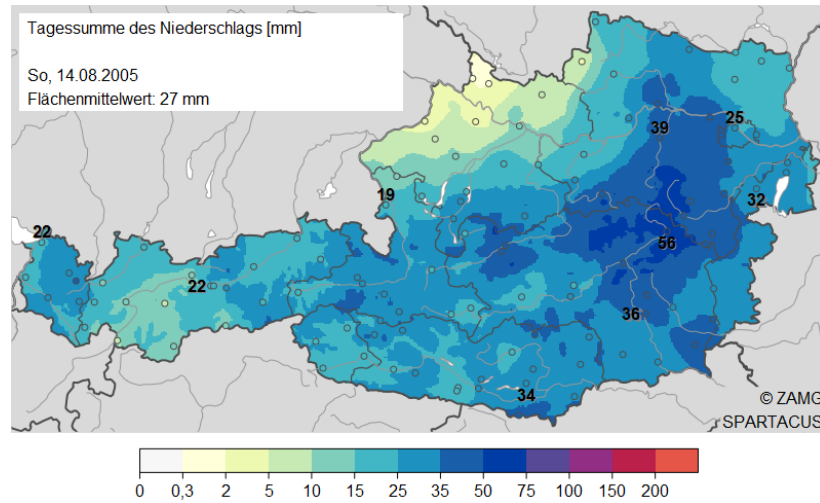 Tagessumme des Niederschlags [mm]
So, 14.08.2005
Flächenmittelwert: 27 mm
39
25
19
32
22
56
22
36
34
© ZAMG
SPARTACUS
0 0,3 2 5 10 15 25 35 50 75 100 150 200